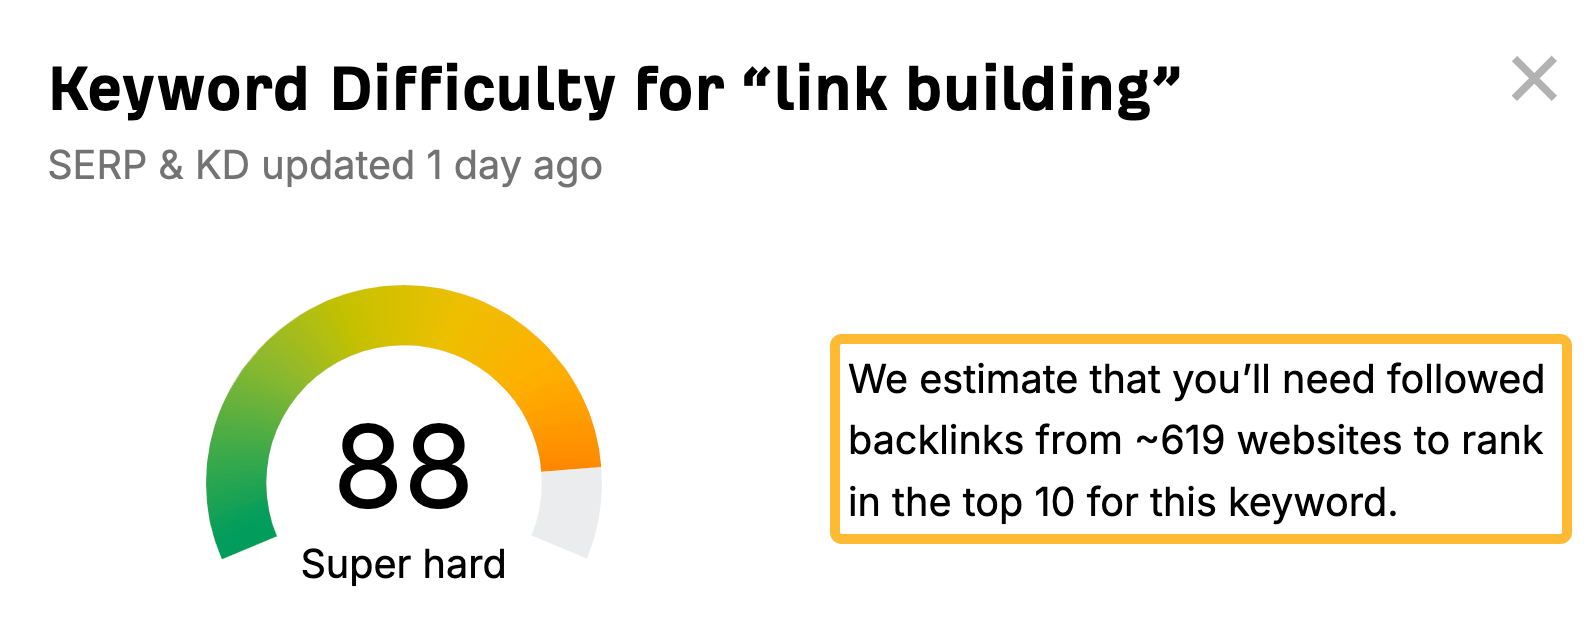 Keyword Difficulty for “link building”
SERP & KD updated 1 day ago
88
Super hard
We estimate that you’ll need followed
backlinks from ~619 websites to rank
in the top 10 for this keyword.